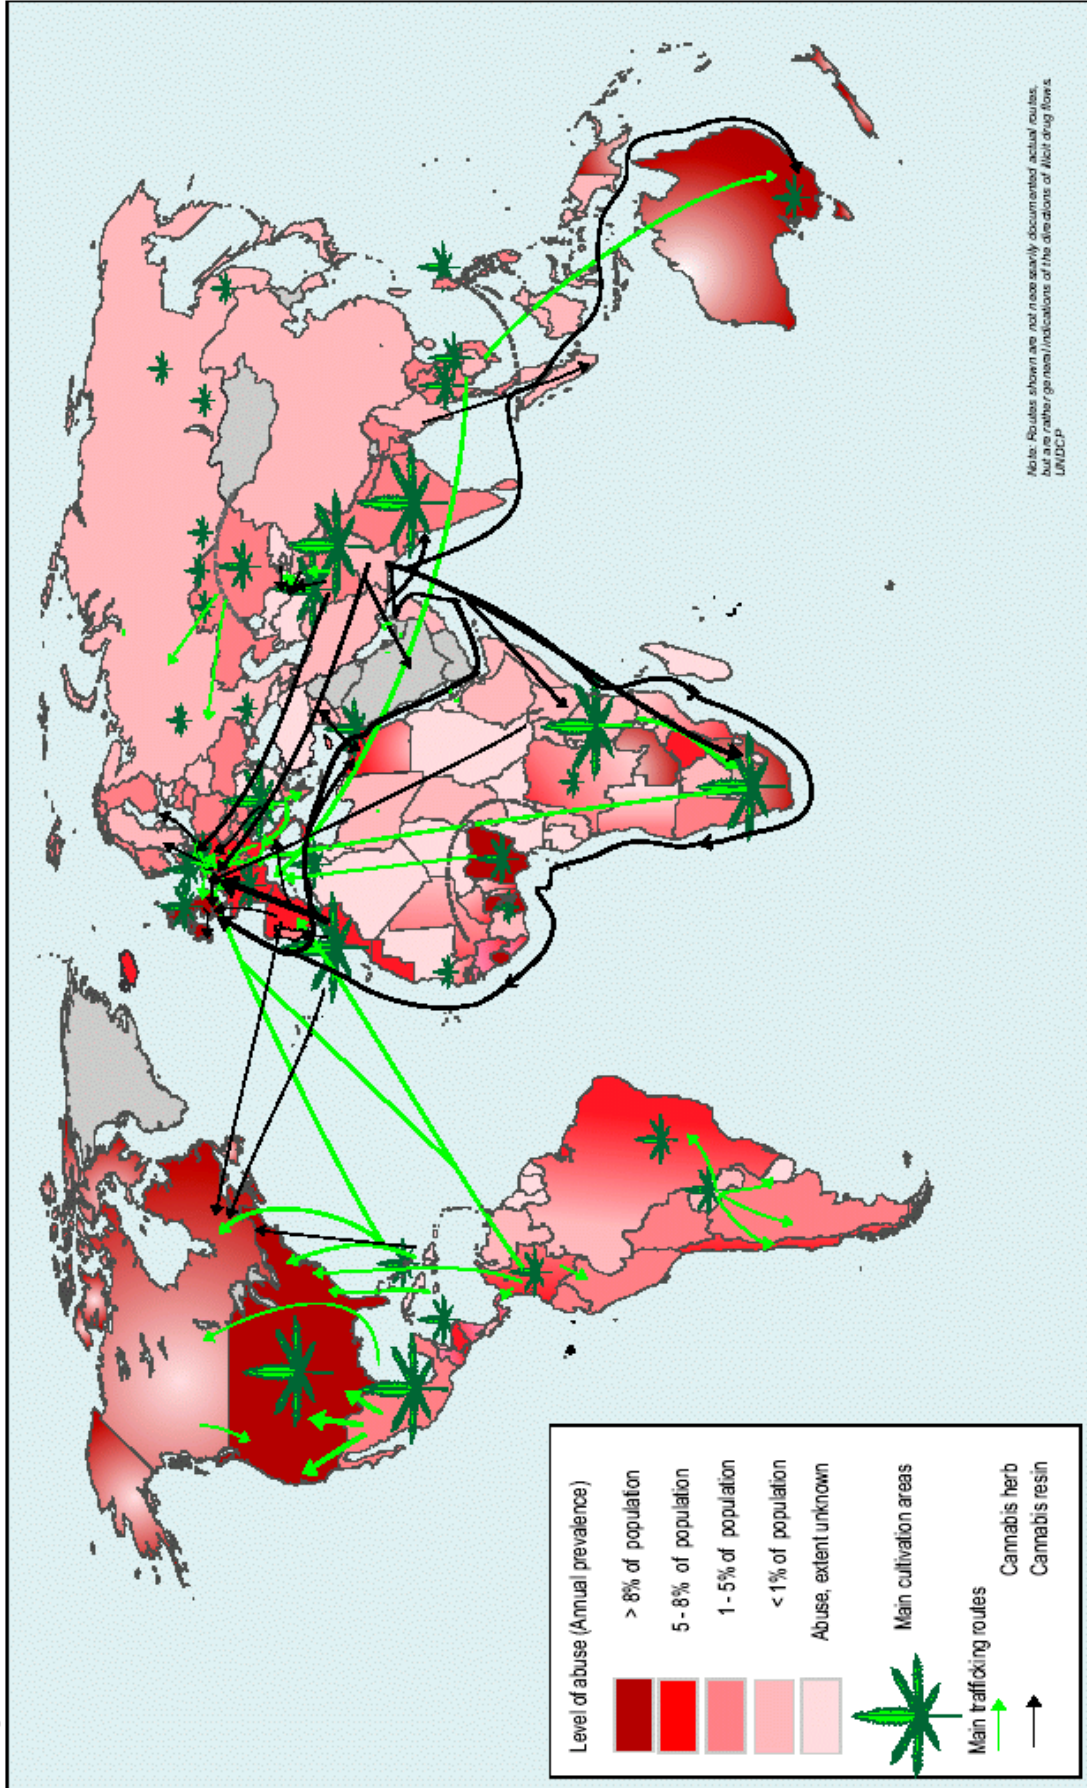 Level of abuse (Annual prevalence)
> 8% of population
5 - 8% of population
1 - 5% of population
< 1% of population
Abuse, extent unknown
Main cultivation areas
Main trafficking routes
Cannabis herb
Cannabis resin
Note: Routes shown are not necessarily documented actual routes,
but are rather general indications of the directions of illicit drug flows.
UNDCP